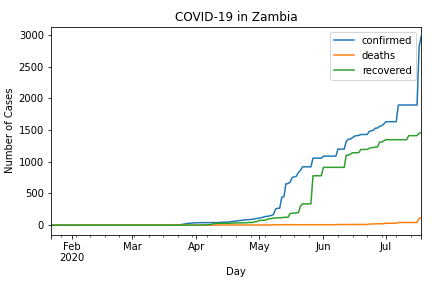 COVID-19 in Zambia
3000
2500
2000
1500
1000
500
0
Number of Cases
confirmed
deaths
recovered
Feb
2020
Mar
Apr
May
Jun
Jul
Day